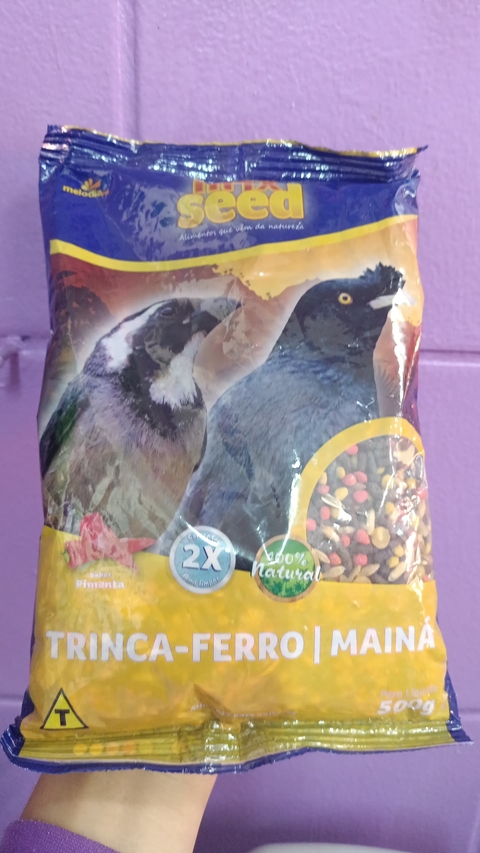 melodia
seed
Alimentos que vêm da natureza
sabor
Pimenta
2X
100%
Natural
TRINCA-FERRO | MAINÁ
T
500g